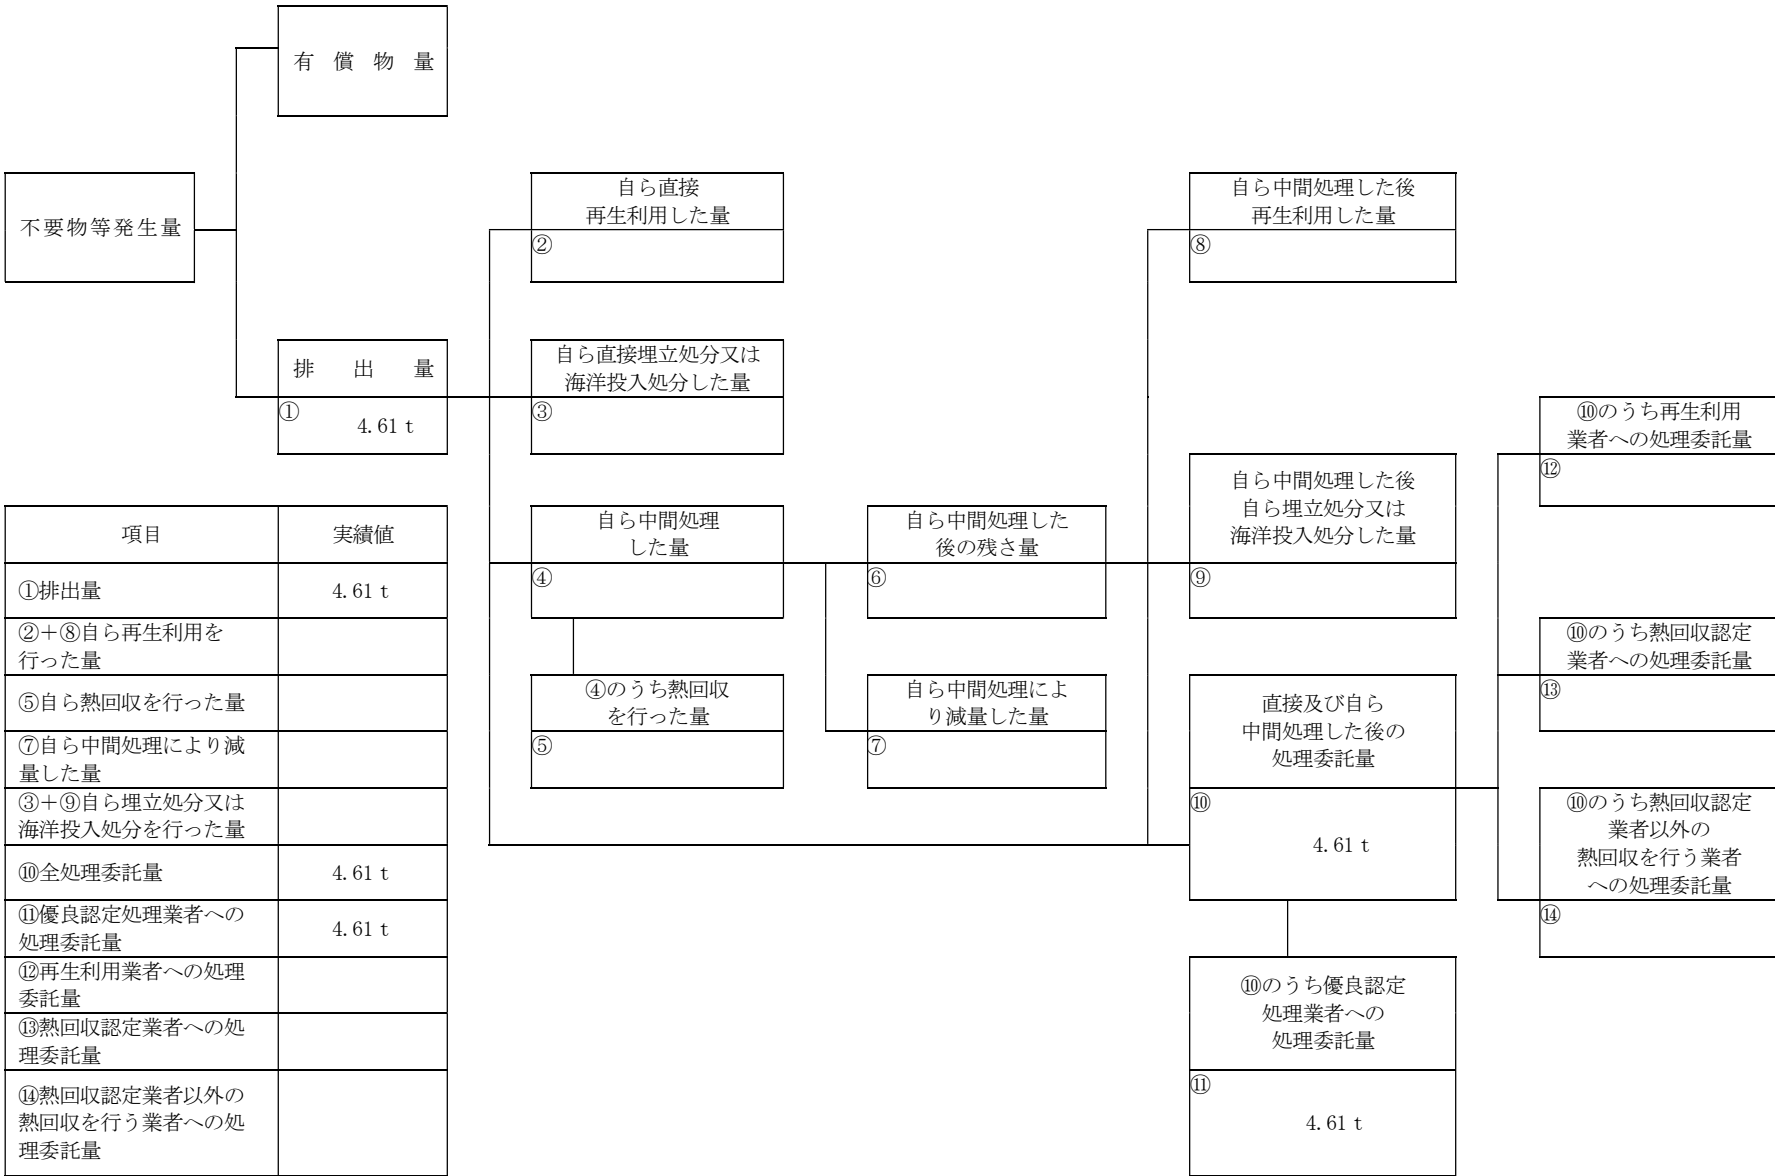 有償物量
不要物等発生量
自ら直接
再生利用した量
②
自ら中間処理した後
再生利用した量
⑧
排出量
①
4.61 t
自ら直接埋立処分又は
海洋投入処分した量
③
⑩のうち再生利用
業者への処理委託量
⑫
自ら中間処理した後
自ら埋立処分又は
海洋投入処分した量
⑨
自ら中間処理
した量
④
自ら中間処理した
後の残さ量
⑥
⑩のうち熱回収認定
業者への処理委託量
⑬
④のうち熱回収
を行った量
⑤
自ら中間処理によ
り減量した量
⑦
直接及び自ら
中間処理した後の
処理委託量
⑩
4.61 t
⑩のうち熱回収認定
業者以外の
熱回収を行う業者
への処理委託量
⑭
⑩のうち優良認定
処理業者への
処理委託量
⑪
4.61 t
項目 実績値
①排出量 4.61 t
②＋⑧自ら再生利用を
行った量
⑤自ら熱回収を行った量
⑦自ら中間処理により減
量した量
③＋⑨自ら埋立処分又は
海洋投入処分を行った量
⑩全処理委託量 4.61 t
⑪優良認定処理業者への
処理委託量 4.61 t
⑫再生利用業者への処理
委託量
⑬熱回収認定業者への処
理委託量
⑭熱回収認定業者以外の
熱回収を行う業者への処
理委託量